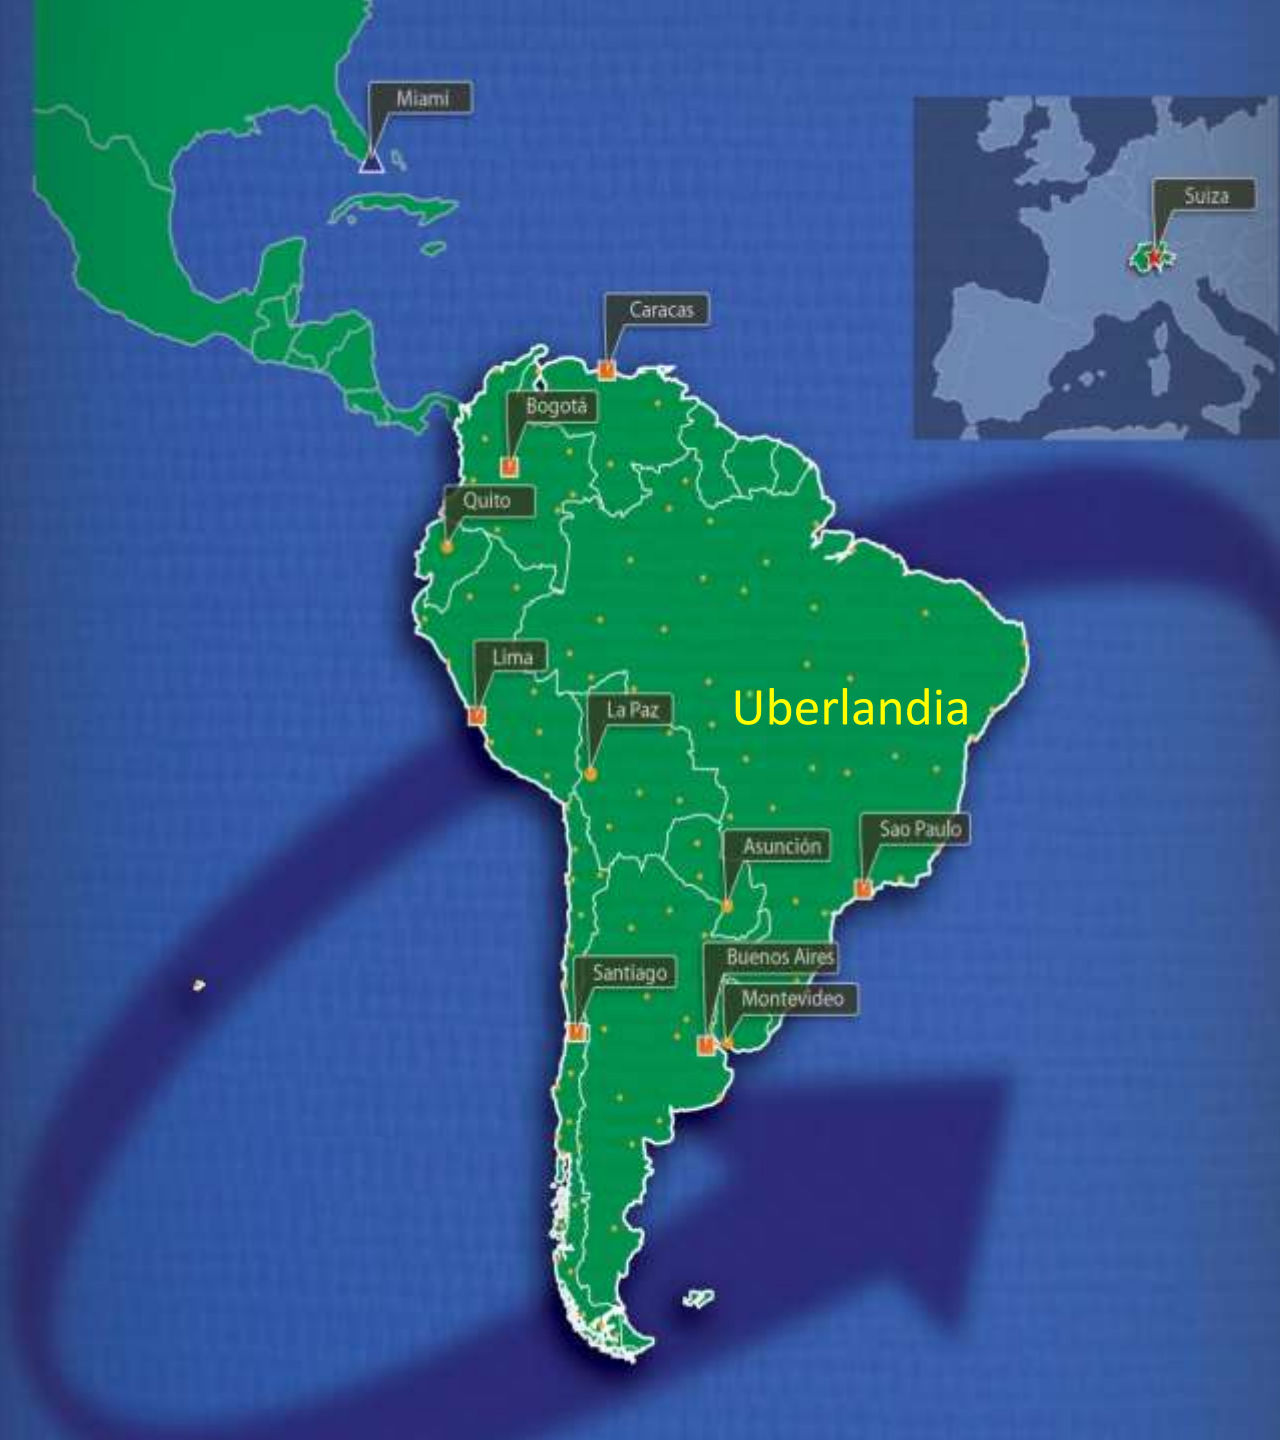 Miami
Suiza
Caracas
Bogotá
Quito
Lima
La Paz
Uberlandia
Sao Paulo
Asunción
Buenos Aires
Santiago
Montevideo